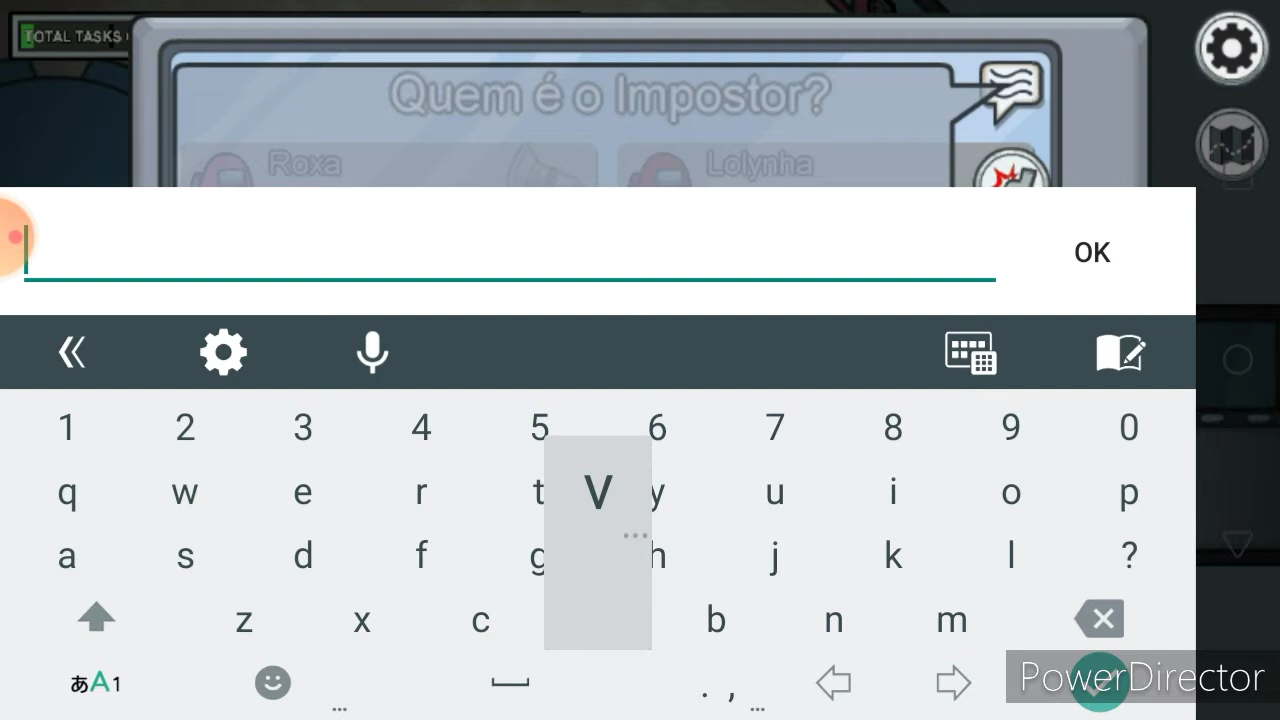 TOTAL TASKS
Quem é o Impostor?
Roxa Lolynha
OK
1 2 3 4 5 6 7 8 9 0
q w e r t y u i o p
a s d f g h j k l ?
V
z x c b n m
あA1 . ,
PowerDirector